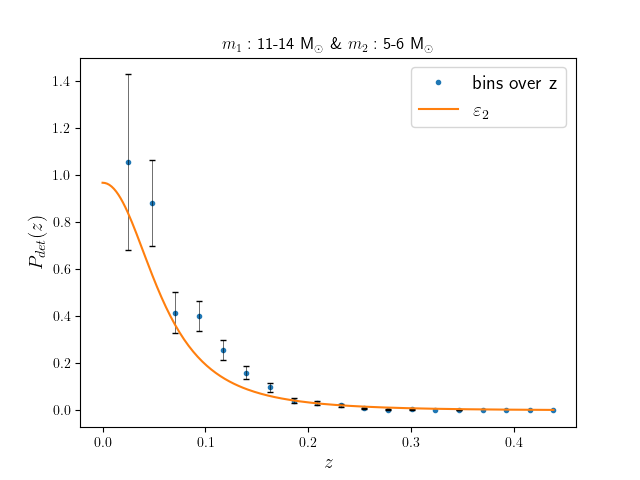 m₁ : 11-14 M⊙ & m₂ : 5-6 M⊙
bins over z
ε₂
P_det(z)
1.4
1.2
1.0
0.8
0.6
0.4
0.2
0.0
0.0 0.1 0.2 0.3 0.4
z